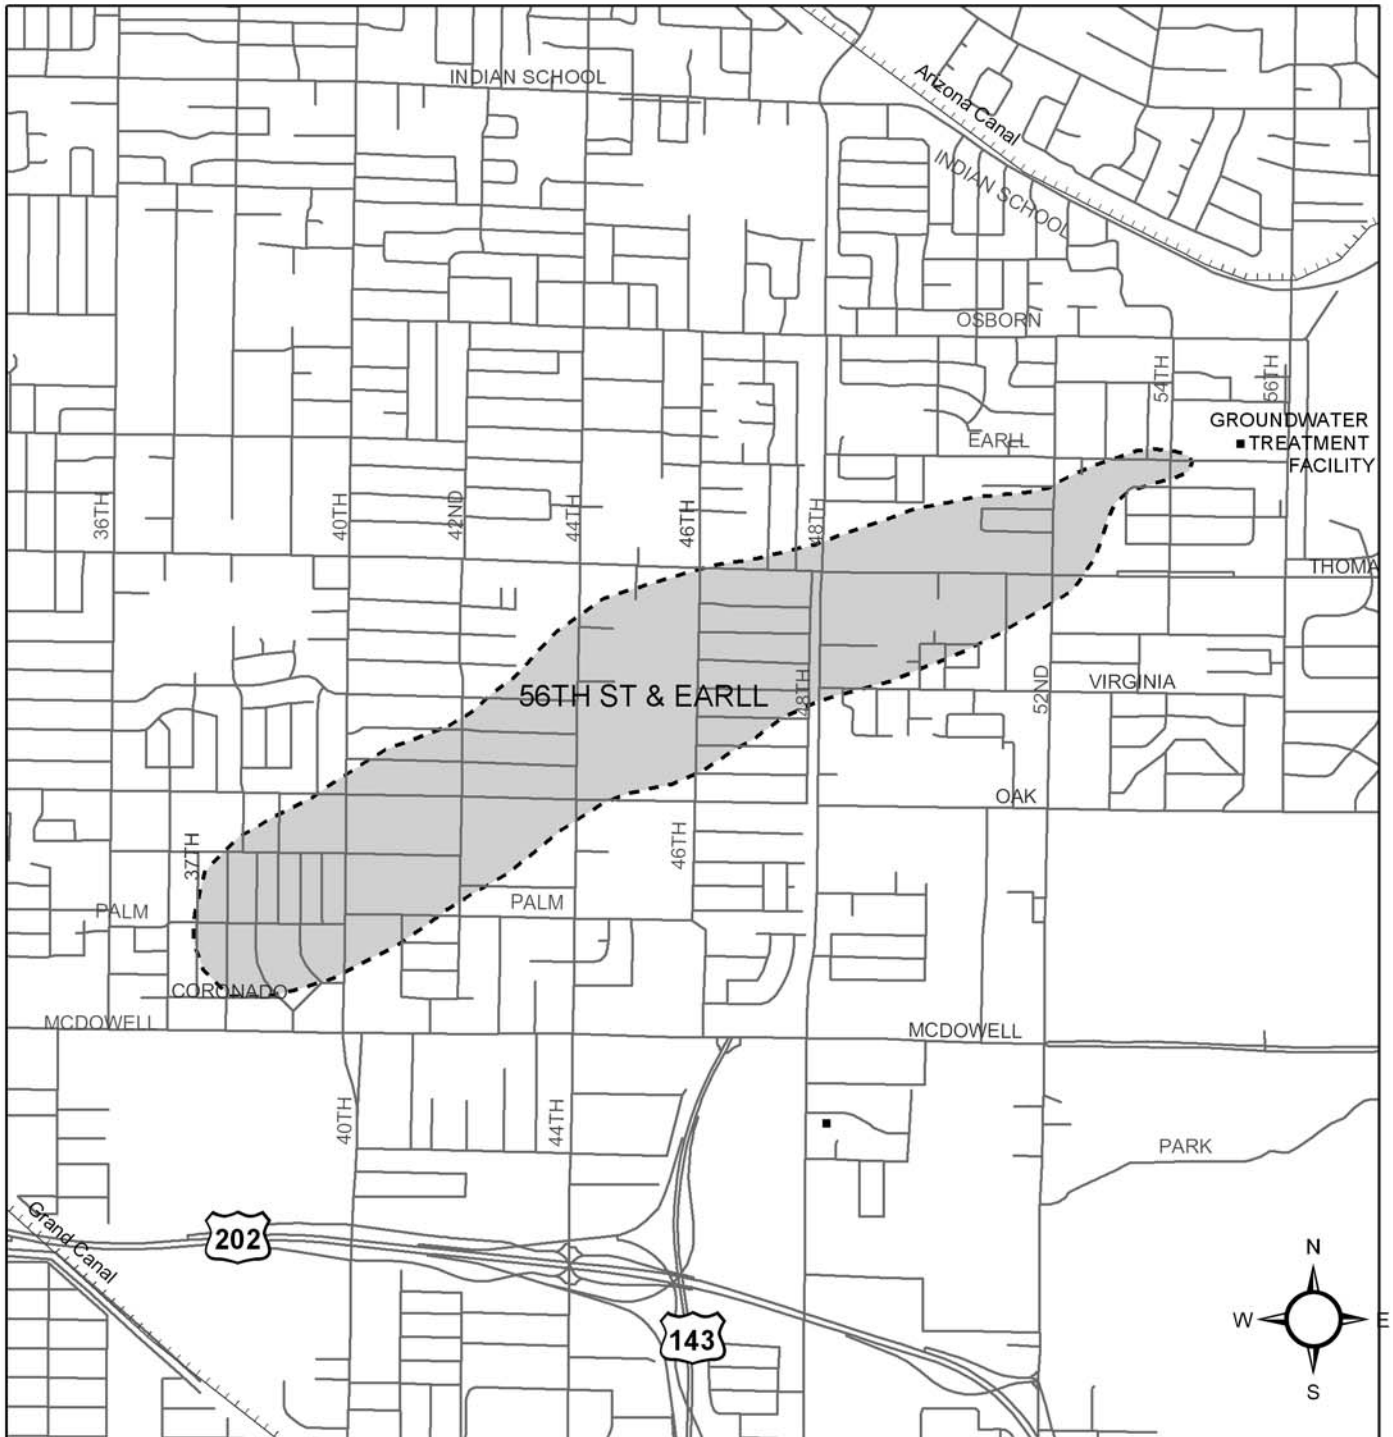 INDIAN SCHOOL
Arizona Canal
INDIAN SCHOOL
OSBORN
54TH
56TH
GROUNDWATER
TREATMENT
FACILITY
EARLL
36TH
40TH
42ND
44TH
46TH
48TH
THOMA
56TH ST & EARLL
48TH
52ND
VIRGINIA
OAK
37TH
46TH
PALM
PALM
CORONADO
MCDOWELL
MCDOWELL
40TH
44TH
PARK
Grand Canal
202
143
N
W
E
S